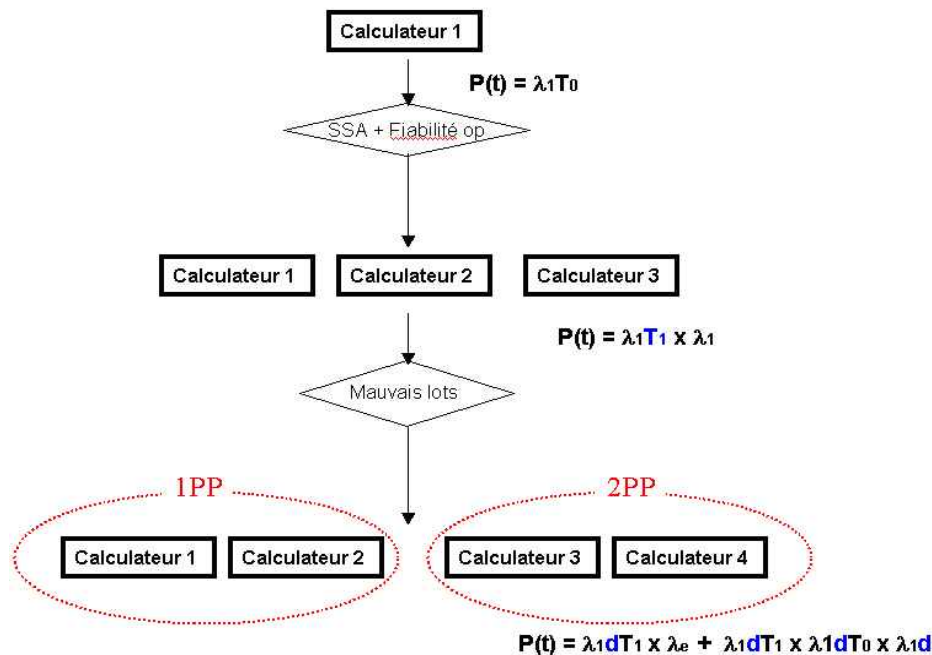 Calculateur 1
P(t) = λ₁T₀
SSA + Fiabilité op
Calculateur 1 Calculateur 2 Calculateur 3
P(t) = λ₁T₁ x λ₁
Mauvais lots
1PP 2PP
Calculateur 1 Calculateur 2 Calculateur 3 Calculateur 4
P(t) = λ₁dT₁ x λₑ + λ₁dT₁ x λ1dT₀ x λ₁d